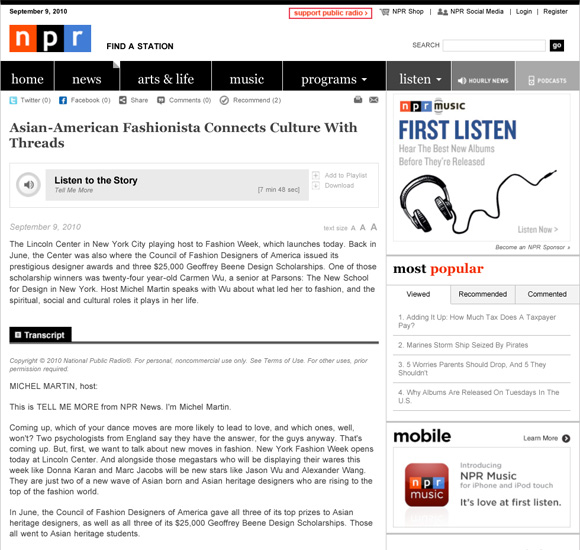 September 9, 2010
support public radio ›
NPR Shop | NPR Social Media | Login | Register
npr
FIND A STATION
SEARCH go
home news arts & life music programs listen HOURLY NEWS PODCASTS
Twitter (0) Facebook (0) Share Comments (0) Recommend (2)
Asian-American Fashionista Connects Culture With
Threads
Listen to the Story
Tell Me More
[7 min 48 sec]
Add to Playlist
Download
September 9, 2010
text size A A A
The Lincoln Center in New York City playing host to Fashion Week, which launches today. Back in
June, the Center was also where the Council of Fashion Designers of America issued its
prestigious designer awards and three $25,000 Geoffrey Beene Design Scholarships. One of those
scholarship winners was twenty-four year-old Carmen Wu, a senior at Parsons: The New School
for Design in New York. Host Michel Martin speaks with Wu about what led her to fashion, and the
spiritual, social and cultural roles it plays in her life.
Transcript
Copyright © 2010 National Public Radio®. For personal, noncommercial use only. See Terms of Use. For other uses, prior
permission required.
MICHEL MARTIN, host:
This is TELL ME MORE from NPR News. I'm Michel Martin.
Coming up, which of your dance moves are more likely to lead to love, and which ones, well,
won't? Two psychologists from England say they have the answer, for the guys anyway. That's
coming up. But, first, we want to talk about new moves in fashion. New York Fashion Week opens
today at Lincoln Center. And alongside those megastars who will be displaying their wares this
week like Donna Karan and Marc Jacobs will be new stars like Jason Wu and Alexander Wang.
They are just two of a new wave of Asian born and Asian heritage designers who are rising to the
top of the fashion world.
In June, the Council of Fashion Designers of America gave all three of its top prizes to Asian
heritage designers, as well as all three of its $25,000 Geoffrey Beene Design Scholarships. Those
all went to Asian heritage students.
npr music
FIRST LISTEN
Hear The Best New Albums
Before They're Released
Listen Now >
Become an NPR Sponsor »
most popular
Viewed Recommended Commented
1. Adding It Up: How Much Tax Does A Taxpayer
Pay?
2. Marines Storm Ship Seized By Pirates
3. 5 Worries Parents Should Drop, And 5 They
Shouldn't
4. Why Albums Are Released On Tuesdays In The
U.S.
mobile
Learn More
npr
music
Introducing
NPR Music
for iPhone and iPod touch
It's love at first listen.